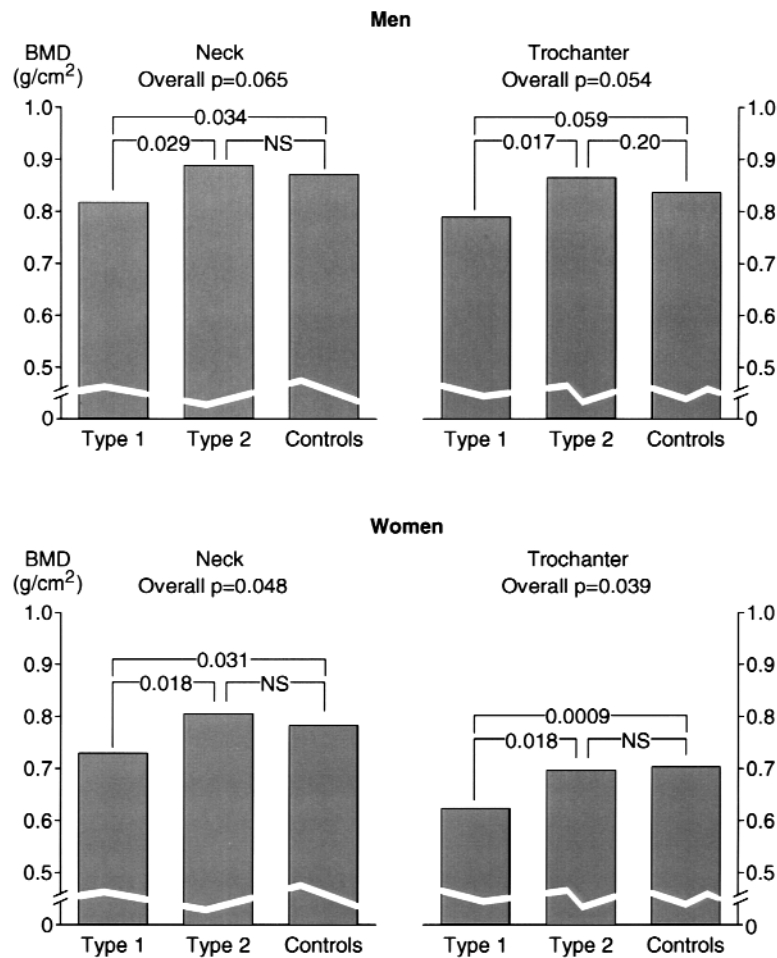 Men
BMD
(g/cm²)
Neck
Overall p=0.065
Trochanter
Overall p=0.054
1.0
0.9
0.8
0.7
0.6
0.5
0
0.034
0.029
NS
Type 1
Type 2
Controls
0.059
0.017
0.20
1.0
0.9
0.8
0.7
0.6
0.5
0
Type 1
Type 2
Controls
Women
BMD
(g/cm²)
Neck
Overall p=0.048
Trochanter
Overall p=0.039
1.0
0.9
0.8
0.7
0.6
0.5
0
0.031
0.018
NS
Type 1
Type 2
Controls
0.0009
0.018
NS
1.0
0.9
0.8
0.7
0.6
0.5
0
Type 1
Type 2
Controls